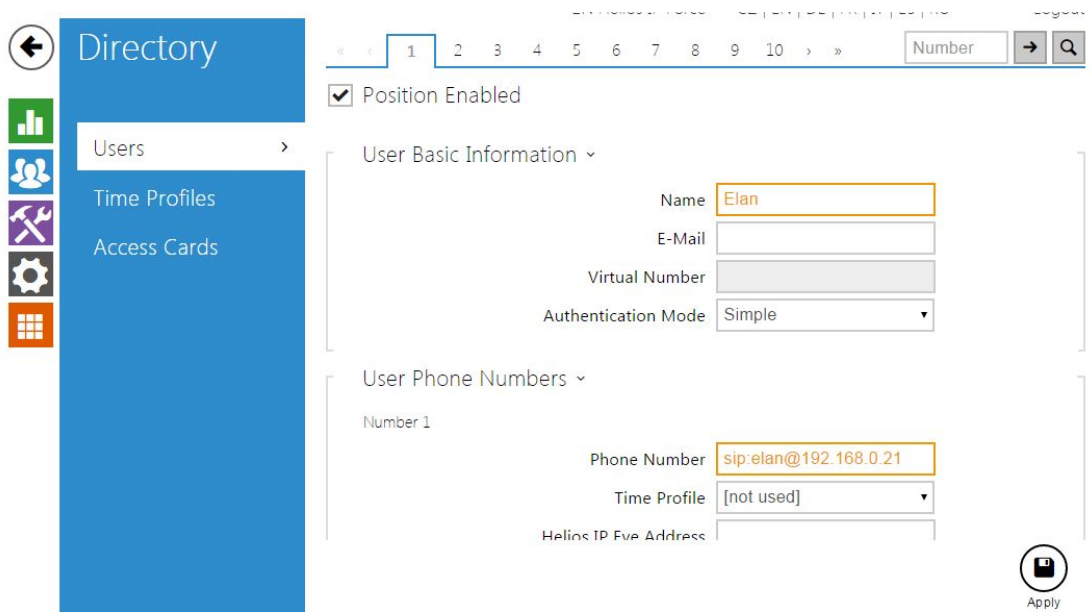 Directory
« ‹ 1 2 3 4 5 6 7 8 9 10 › » Number
Position Enabled
Users ›
Time Profiles
Access Cards
User Basic Information
Name Elan
E-Mail
Virtual Number
Authentication Mode Simple
User Phone Numbers
Number 1
Phone Number sip:elan@192.168.0.21
Time Profile [not used]
Helios IP Eye Address
Apply